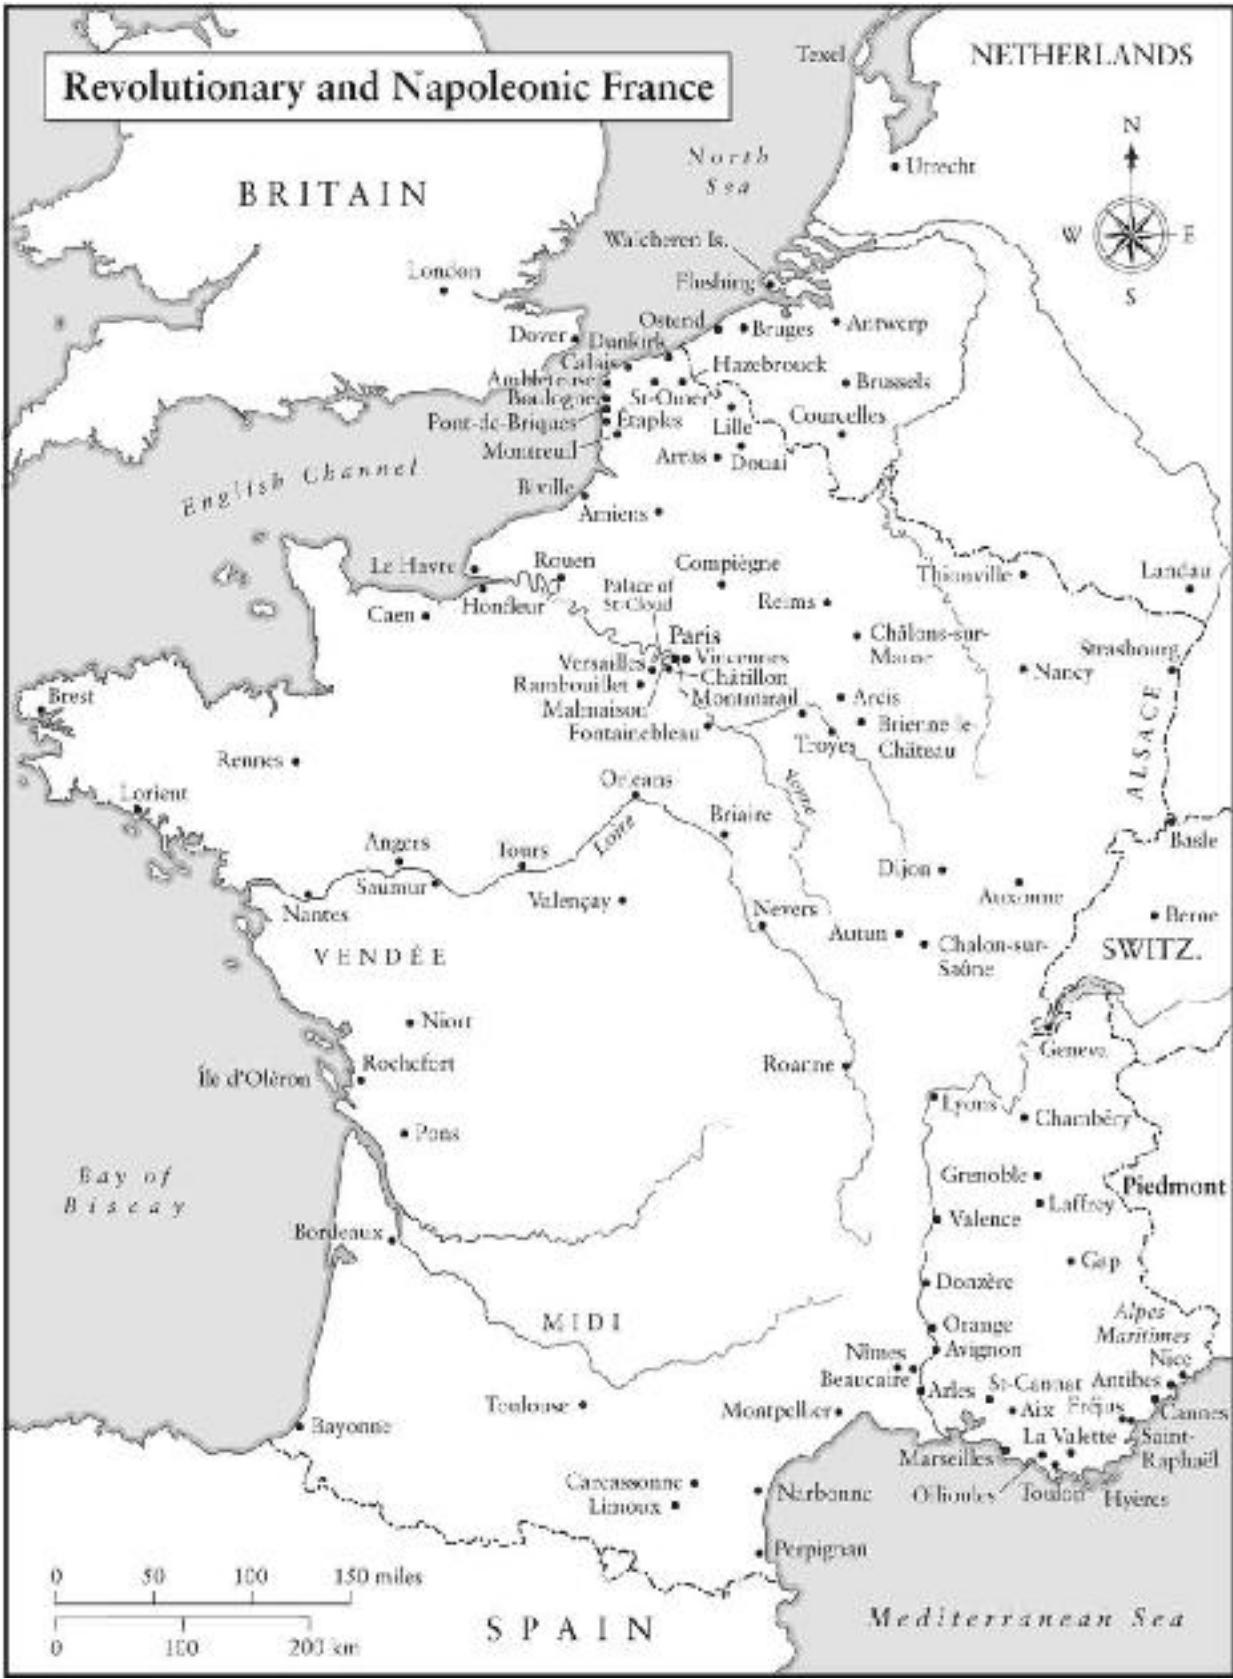 Revolutionary and Napoleonic France
Texel
NETHERLANDS
N
W
E
S
North
Sea
Utrecht
BRITAIN
Walcheren Is.
London
Flushing
Ostend
Bruges
Antwerp
Dover
Dunkirk
Calais
Hazebrouck
Ambleteuse
Brussels
Boulogne
St-Omer
Pont-de-Briques
Étaples
Lille
Courcelles
Montreuil
Arras
Douai
English Channel
Biville
Amiens
Le Havre
Rouen
Compiègne
Thionville
Landau
Honfleur
Palace of
St-Cloud
Reims
Caen
Paris
Châlons-sur-
Marne
Versailles
Vincennes
Strasbourg
Nancy
Rambouillet
Châtillon
Malmaison
Montmirail
Arcis
Brest
Fontainebleau
Troyes
Brienne-le-
Château
ALSACE
Rennes
Orleans
Yonne
Lorient
Loire
Briaire
Basle
Angers
Tours
Dijon
Saumur
Auxonne
Nantes
Valençay
Nevers
Berne
Autun
Chalon-sur-
Saône
SWITZ.
VENDÉE
Niort
Geneva
Île d'Oléron
Rochefort
Roanne
Lyons
Chambéry
Pons
Bay of
Biscay
Grenoble
Piedmont
Laffrey
Valence
Bordeaux
Gap
Donzère
MIDI
Orange
Alpes
Maritimes
Avignon
Nîmes
Nice
Beaucaire
Arles
St-Cannat
Antibes
Toulouse
Montpellier
Aix
Fréjus
Cannes
Bayonne
La Valette
Saint-
Raphaël
Marseilles
Carcassonne
Narbonne
Ollioules
Toulon
Hyères
Limoux
Perpignan
0 50 100 150 miles
0 100 200 km
SPAIN
Mediterranean Sea